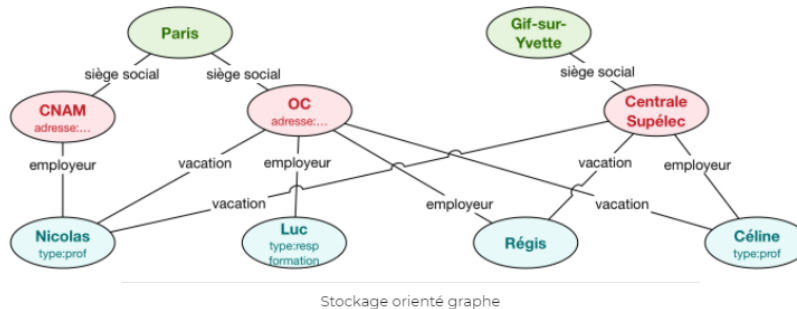 Paris
Gif-sur-
Yvette
siège social
siège social
siège social
CNAM
adresse:...
OC
adresse:...
Centrale
Supélec
employeur
vacation
employeur
vacation
employeur
vacation
employeur
vacation
Nicolas
type:prof
Luc
type:resp
formation
Régis
Céline
type:prof
Stockage orienté graphe